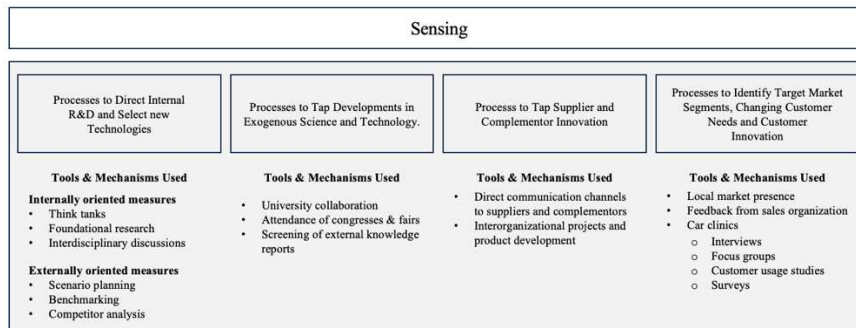 Sensing
Processes to Direct Internal
R&D and Select new
Technologies
Tools & Mechanisms Used
Internally oriented measures
• Think tanks
• Foundational research
• Interdisciplinary discussions
Externally oriented measures
• Scenario planning
• Benchmarking
• Competitor analysis
Processes to Tap Developments in
Exogenous Science and Technology.
Tools & Mechanisms Used
• University collaboration
• Attendance of congresses & fairs
• Screening of external knowledge
reports
Processs to Tap Supplier and
Complementor Innovation
Tools & Mechanisms Used
• Direct communication channels
to suppliers and complementors
• Interorganizational projects and
product development
Processes to Identify Target Market
Segments, Changing Customer
Needs and Customer
Innovation
Tools & Mechanisms Used
• Local market presence
• Feedback from sales organization
• Car clinics
o Interviews
o Focus groups
o Customer usage studies
o Surveys